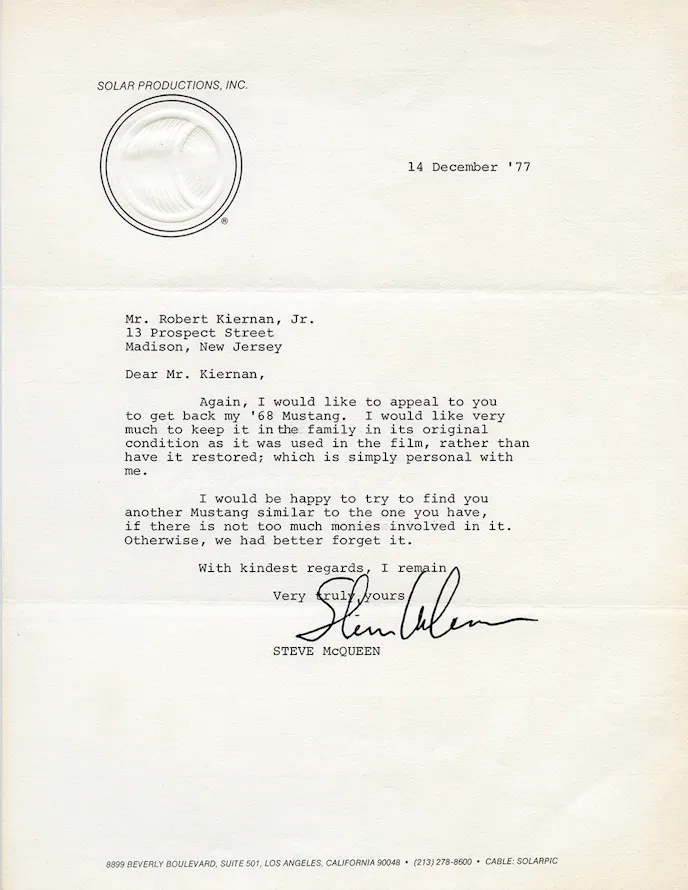 SOLAR PRODUCTIONS, INC.
®
14 December '77
Mr. Robert Kiernan, Jr.
13 Prospect Street
Madison, New Jersey
Dear Mr. Kiernan,
Again, I would like to appeal to you
to get back my '68 Mustang. I would like very
much to keep it in the family in its original
condition as it was used in the film, rather than
have it restored; which is simply personal with
me.
I would be happy to try to find you
another Mustang similar to the one you have,
if there is not too much monies involved in it.
Otherwise, we had better forget it.
With kindest regards, I remain
Very truly yours
STEVE McQUEEN
8899 BEVERLY BOULEVARD, SUITE 501, LOS ANGELES, CALIFORNIA 90048 • (213) 278-8600 • CABLE: SOLARPIC